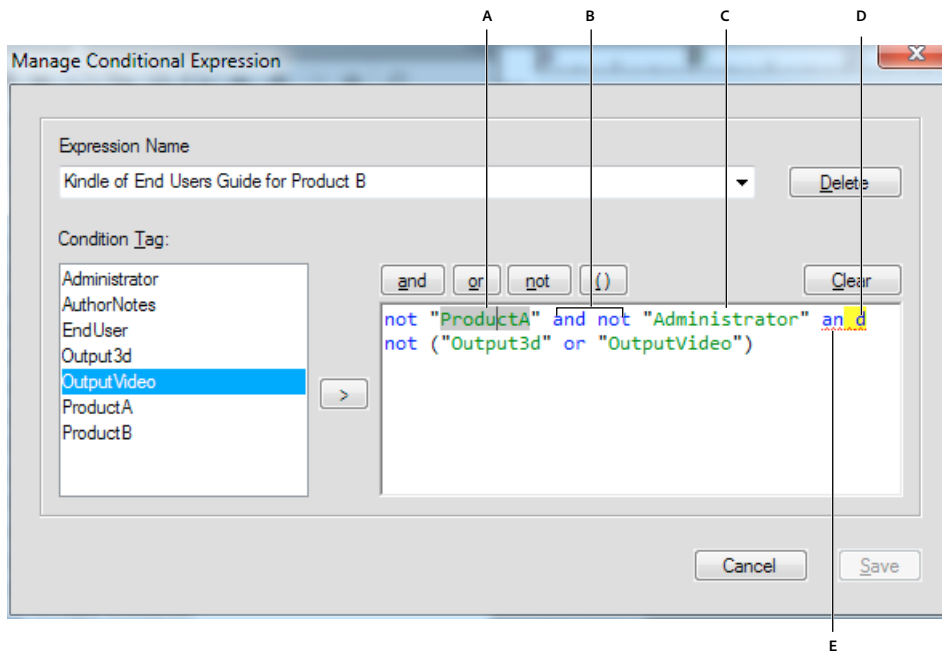 A B C D
Manage Conditional Expression
X
Expression Name
Kindle of End Users Guide for Product B
Delete
Condition Tag:
Administrator
AuthorNotes
EndUser
Output3d
OutputVideo
ProductA
ProductB
>
and or not () Clear
not "ProductA" and not "Administrator" an d
not ("Output3d" or "OutputVideo")
Cancel Save
E